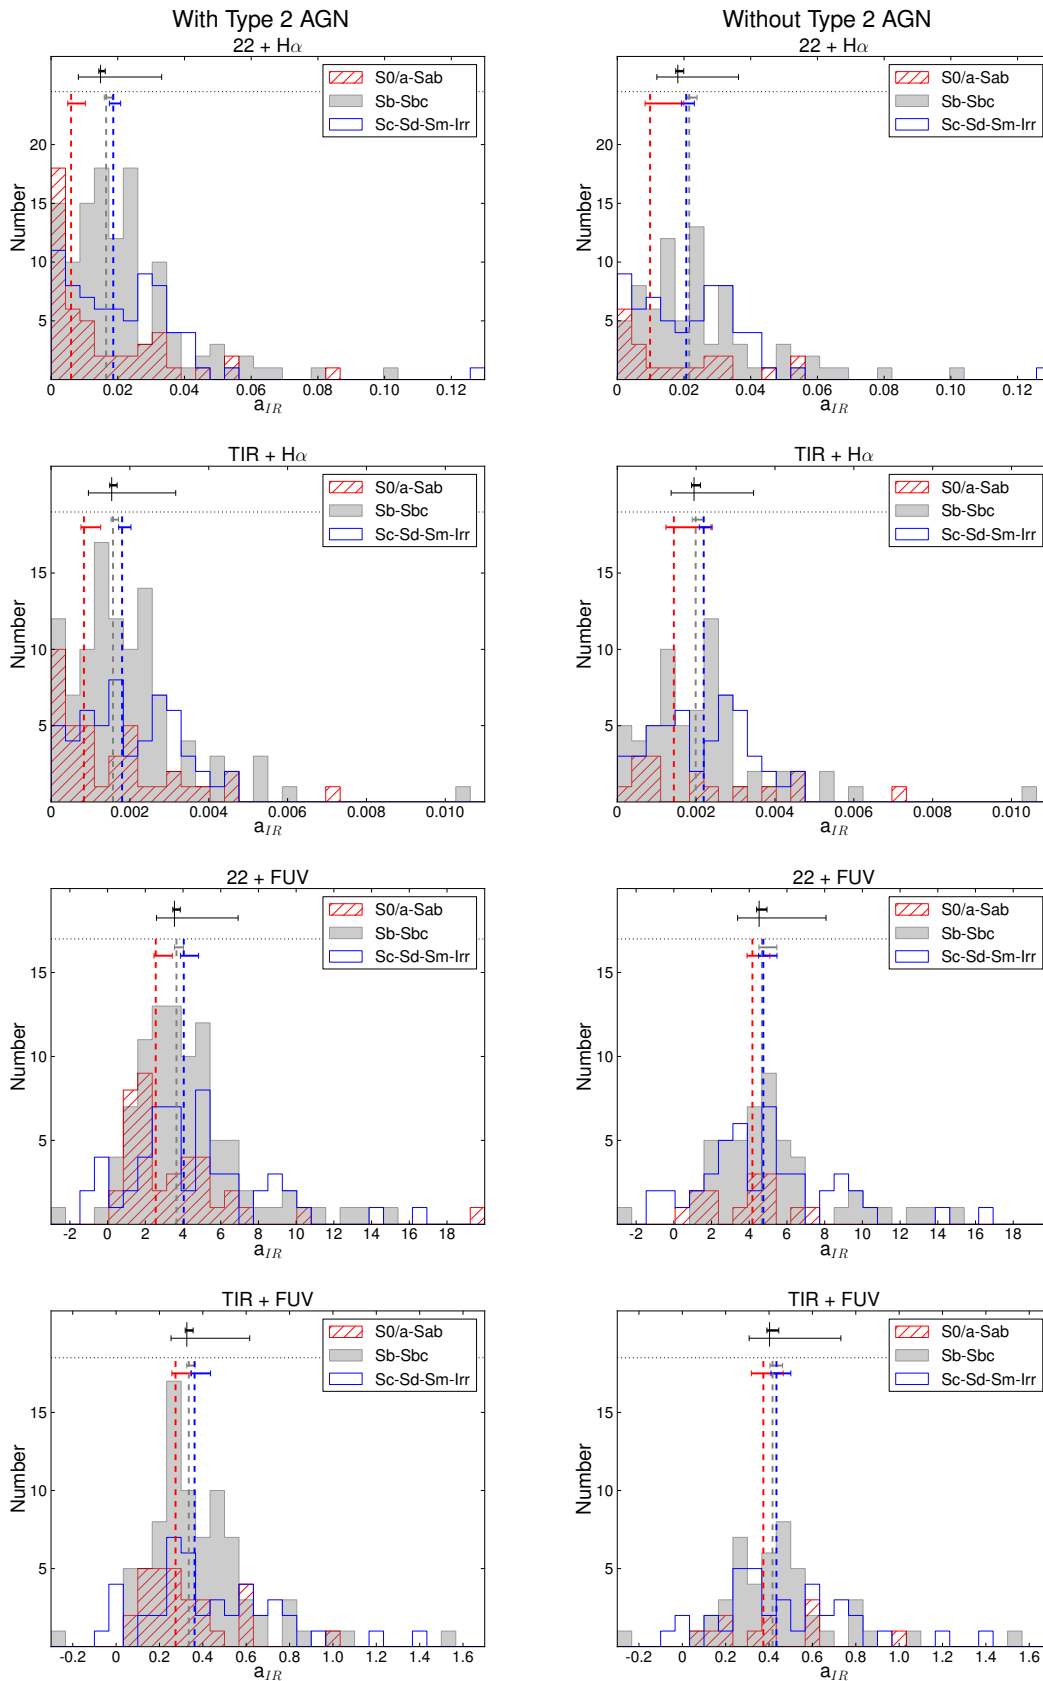 With Type 2 AGN
Without Type 2 AGN
22 + Hα
S0/a-Sab
Sb-Sbc
Sc-Sd-Sm-Irr
Number
20
15
10
5
0
0.02
0.04
0.06
0.08
0.10
0.12
a_IR
22 + Hα
S0/a-Sab
Sb-Sbc
Sc-Sd-Sm-Irr
Number
20
15
10
5
0
0.02
0.04
0.06
0.08
0.10
0.12
a_IR
TIR + Hα
S0/a-Sab
Sb-Sbc
Sc-Sd-Sm-Irr
Number
15
10
5
0
0.002
0.004
0.006
0.008
0.010
a_IR
TIR + Hα
S0/a-Sab
Sb-Sbc
Sc-Sd-Sm-Irr
Number
15
10
5
0
0.002
0.004
0.006
0.008
0.010
a_IR
22 + FUV
S0/a-Sab
Sb-Sbc
Sc-Sd-Sm-Irr
Number
15
10
5
-2 0 2 4 6 8 10 12 14 16 18
a_IR
22 + FUV
S0/a-Sab
Sb-Sbc
Sc-Sd-Sm-Irr
Number
15
10
5
-2 0 2 4 6 8 10 12 14 16 18
a_IR
TIR + FUV
S0/a-Sab
Sb-Sbc
Sc-Sd-Sm-Irr
Number
15
10
5
-0.2 0 0.2 0.4 0.6 0.8 1.0 1.2 1.4 1.6
a_IR
TIR + FUV
S0/a-Sab
Sb-Sbc
Sc-Sd-Sm-Irr
Number
15
10
5
-0.2 0 0.2 0.4 0.6 0.8 1.0 1.2 1.4 1.6
a_IR